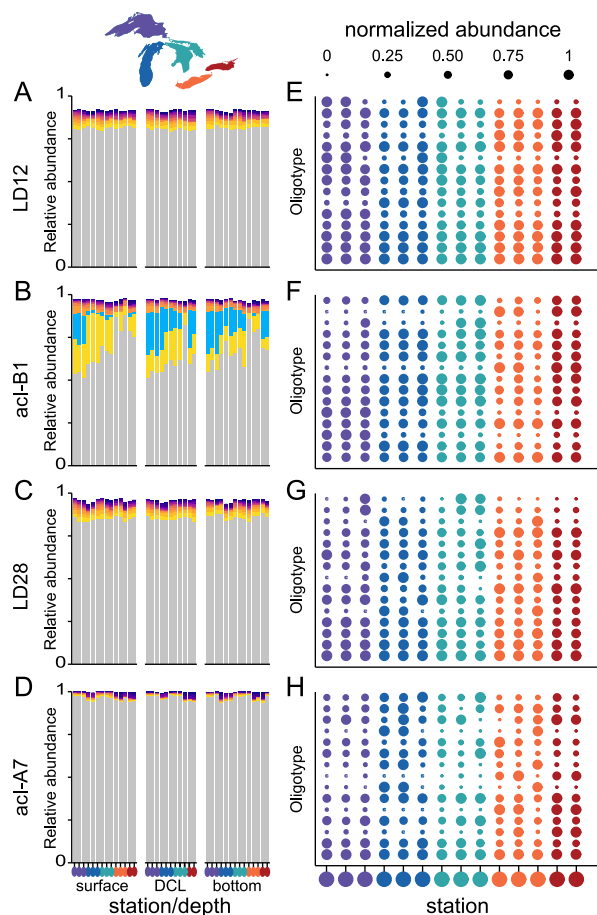 normalized abundance
0 0.25 0.50 0.75 1
A
1
0
Relative abundance
LD12
E
Oligotype
B
1
0
Relative abundance
acI-B1
F
Oligotype
C
1
0
Relative abundance
LD28
G
Oligotype
D
1
0
Relative abundance
acI-A7
H
Oligotype
surface DCL bottom
station/depth
station